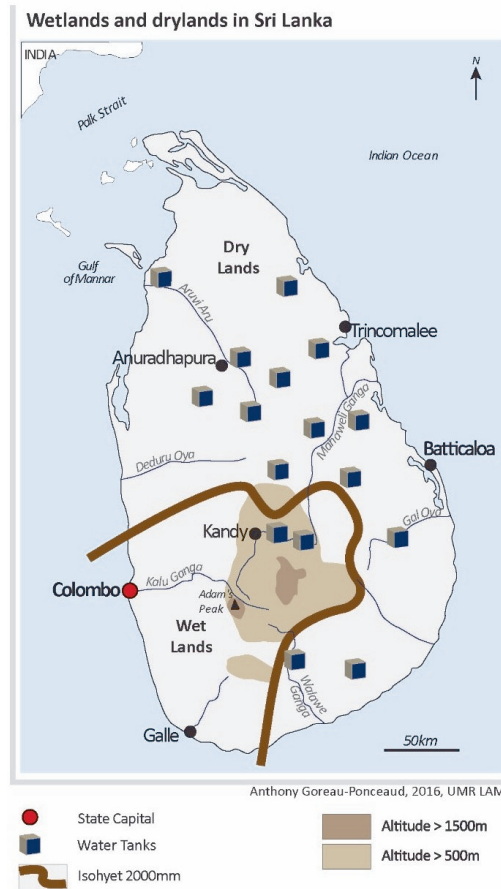 Wetlands and drylands in Sri Lanka
INDIA
N
Palk Strait
Indian Ocean
Dry
Lands
Gulf
of Mannar
Aruvi Aru
Trincomalee
Anuradhapura
Manaweli Ganga
Batticaloa
Deduru Oya
Gal Oya
Kandy
Colombo
Kalu Ganga
Adam's
Peak
Wet
Lands
Walawe
Ganga
Galle
50km
Anthony Goreau-Ponceaud, 2016, UMR LAM
State Capital
Water Tanks
Isohyet 2000mm
Altitude > 1500m
Altitude > 500m